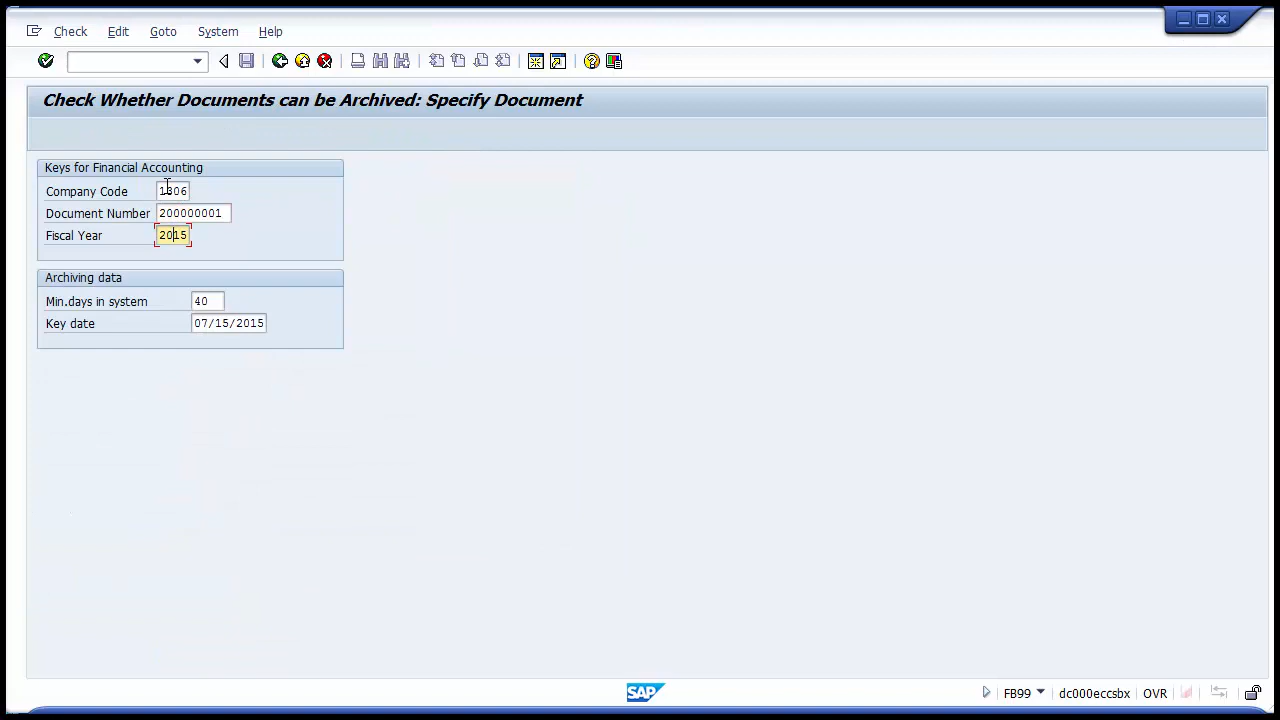 Check Edit Goto System Help
Check Whether Documents can be Archived: Specify Document
Keys for Financial Accounting
Company Code 1306
Document Number 200000001
Fiscal Year 2015
Archiving data
Min.days in system 40
Key date 07/15/2015
SAP FB99 dc000eccsbx OVR